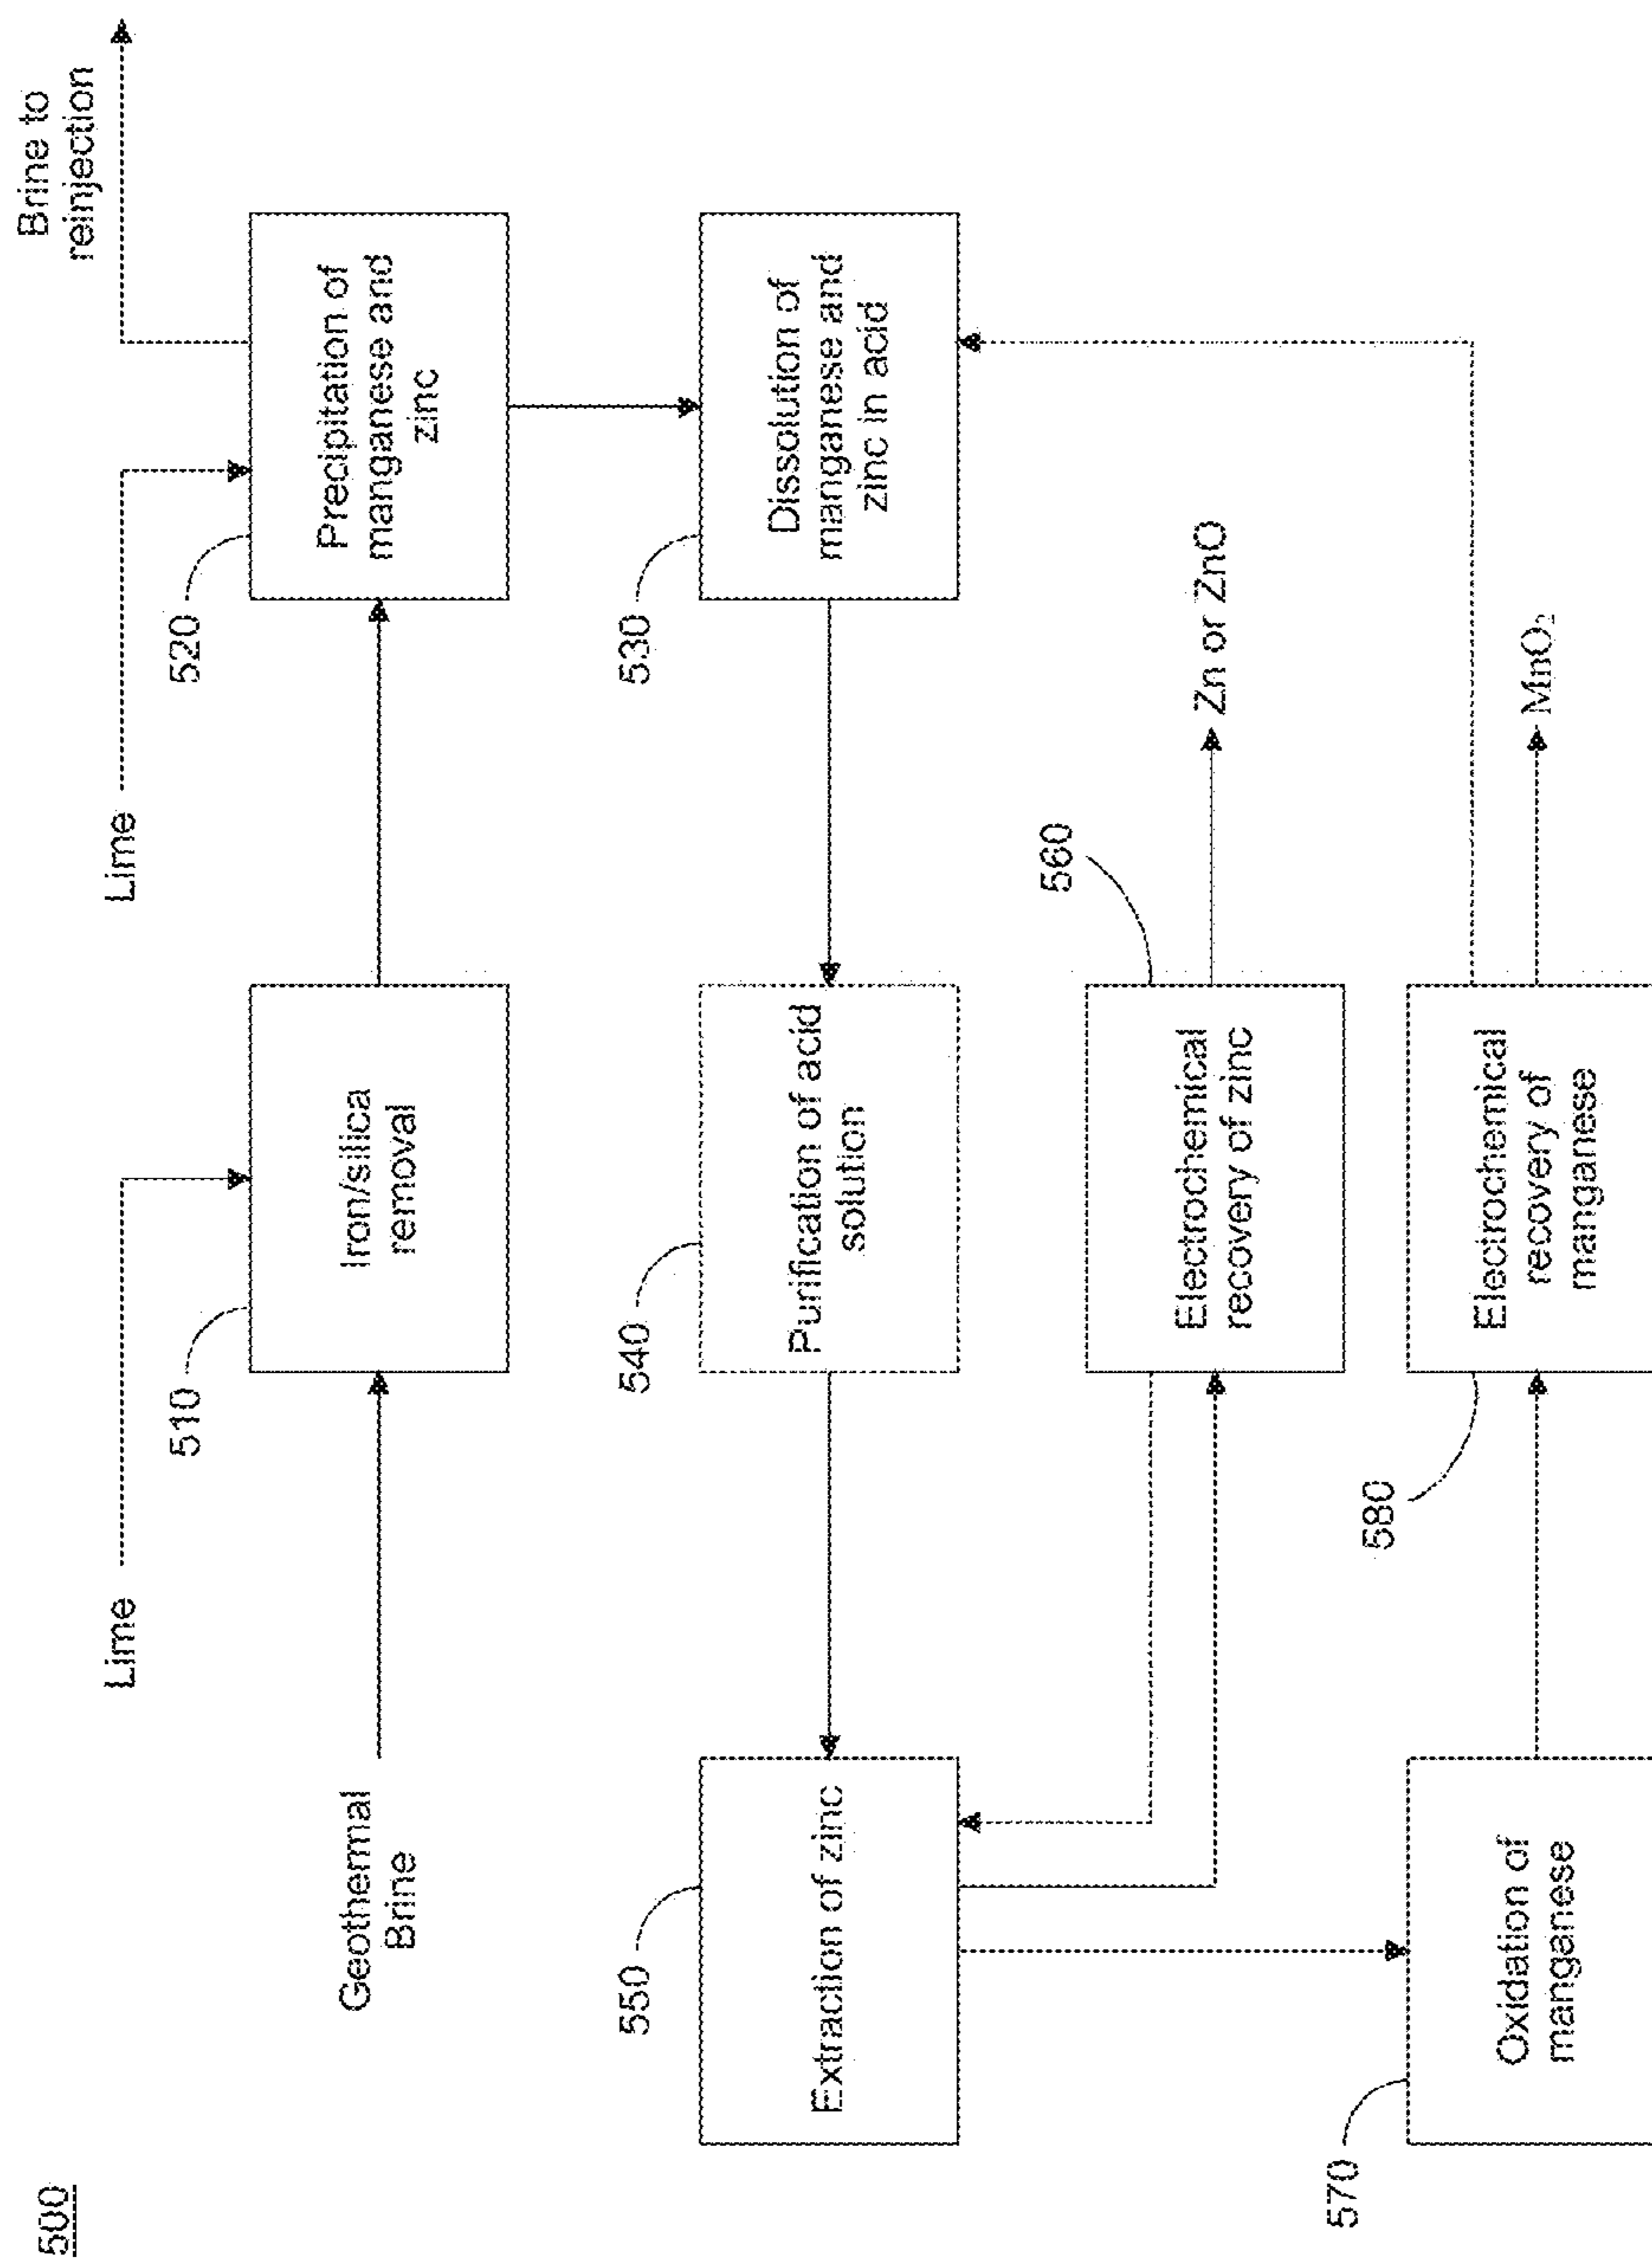 500
Lime
Lime
Brine to
reinjection
510
520
Geothermal
Brine
Iron/silica
removal
Precipitation of
manganese and
zinc
550
540
530
Extraction of zinc
Purification of acid
solution
Dissolution of
manganese and
zinc in acid
560
Electrochemical
recovery of zinc
Zn or ZnO
570
580
Oxidation of
manganese
Electrochemical
recovery of
manganese
MnO₂